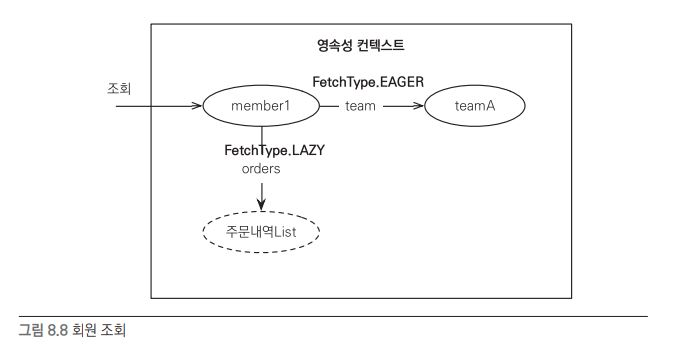 영속성 컨텍스트
조회
FetchType.EAGER
member1
team
teamA
FetchType.LAZY
orders
주문내역List
그림 8.8 회원 조회